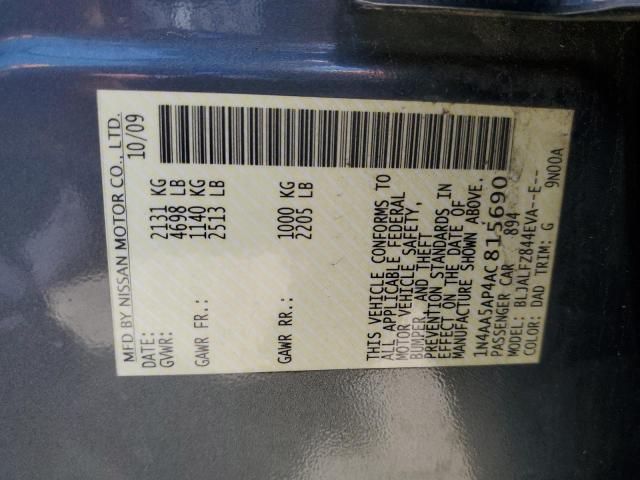 MFD BY NISSAN MOTOR CO., LTD.
DATE: 10/09
GVWR: 2131 KG
4698 LB
GAWR FR: 1140 KG
2513 LB
GAWR RR: 1000 KG
2205 LB
THIS VEHICLE CONFORMS TO
ALL APPLICABLE FEDERAL
MOTOR VEHICLE SAFETY,
BUMPER, AND THEFT
PREVENTION STANDARDS IN
EFFECT ON THE DATE OF
MANUFACTURE SHOWN ABOVE.
1N4AA5AP4AC815690
PASSENGER CAR 894
MODEL: BLJALFZ844EVA--E--
COLOR: DAD TRIM: G 9N00A